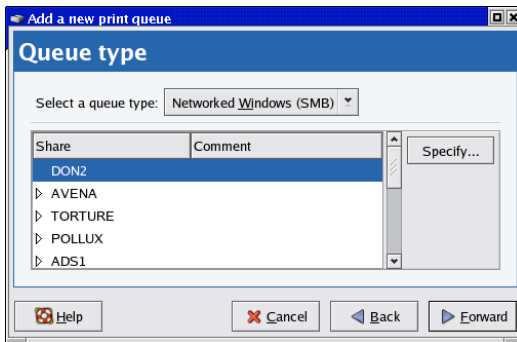 Add a new print queue
Queue type
Select a queue type: Networked Windows (SMB)
Share Comment
Specify...
DON2
AVENA
TORTURE
POLLUX
ADS1
Help Cancel Back Forward